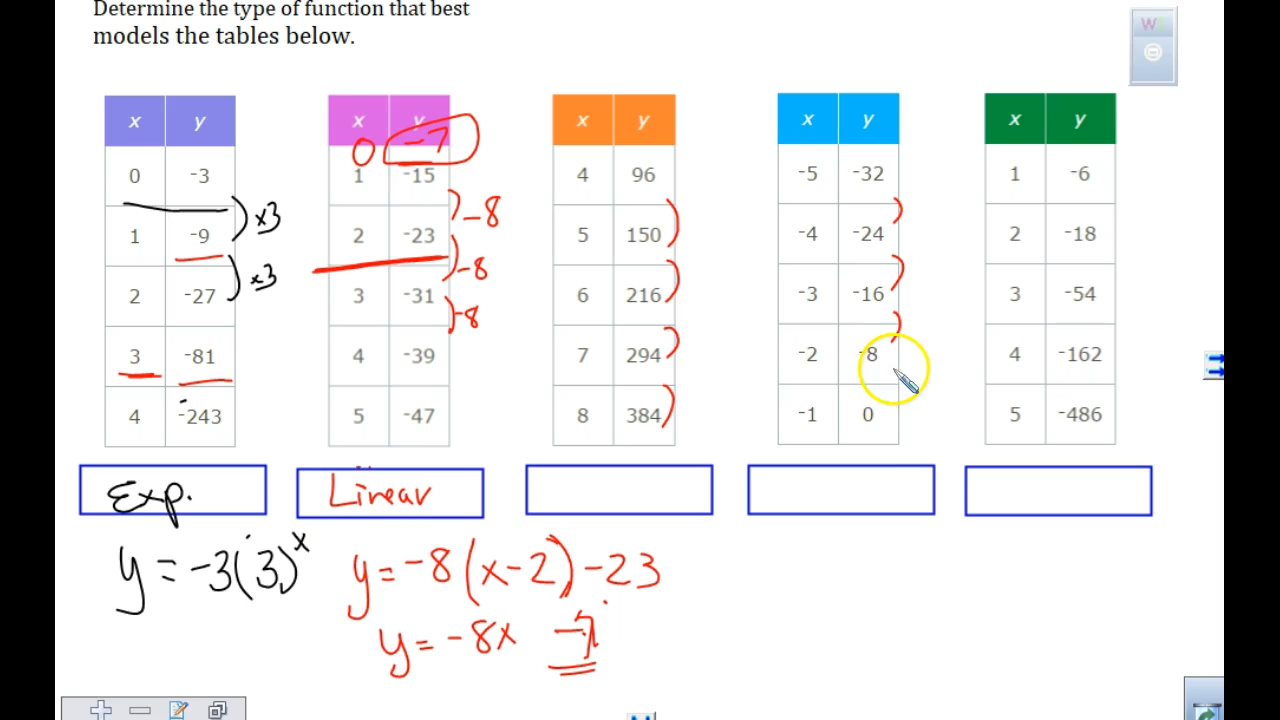 Determine the type of function that best
models the tables below.
x y
0 -3
1 -9
2 -27
3 -81
4 -243
×3
×3
Exp.
y = -3(3)^x
x y
0 -7
1 -15
2 -23
3 -31
4 -39
5 -47
-8
-8
-8
Linear
y = -8(x-2)-23
y = -8x -7
x y
4 96
5 150
6 216
7 294
8 384
x y
-5 -32
-4 -24
-3 -16
-2 -8
-1 0
x y
1 -6
2 -18
3 -54
4 -162
5 -486